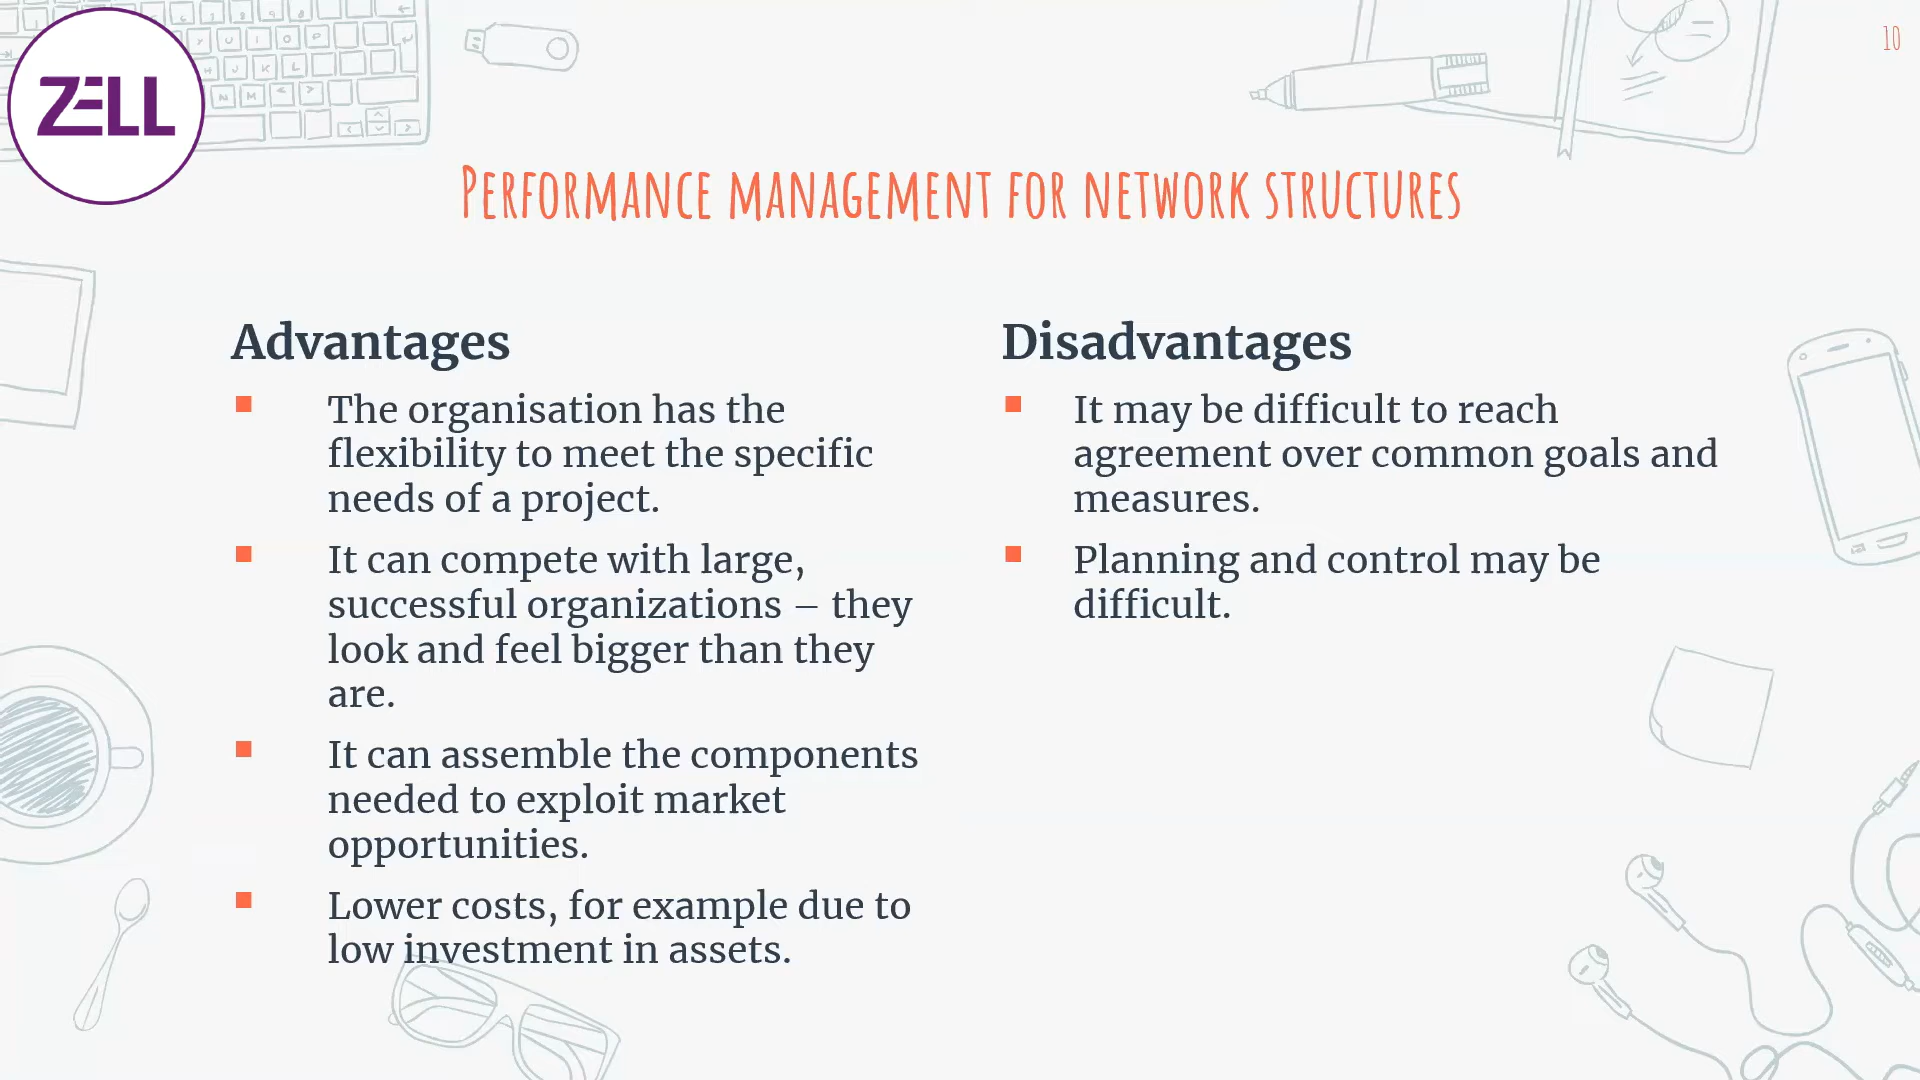 ZELL
10
Performance management for network structures
Advantages
The organisation has the
flexibility to meet the specific
needs of a project.
It can compete with large,
successful organizations – they
look and feel bigger than they
are.
It can assemble the components
needed to exploit market
opportunities.
Lower costs, for example due to
low investment in assets.
Disadvantages
It may be difficult to reach
agreement over common goals and
measures.
Planning and control may be
difficult.